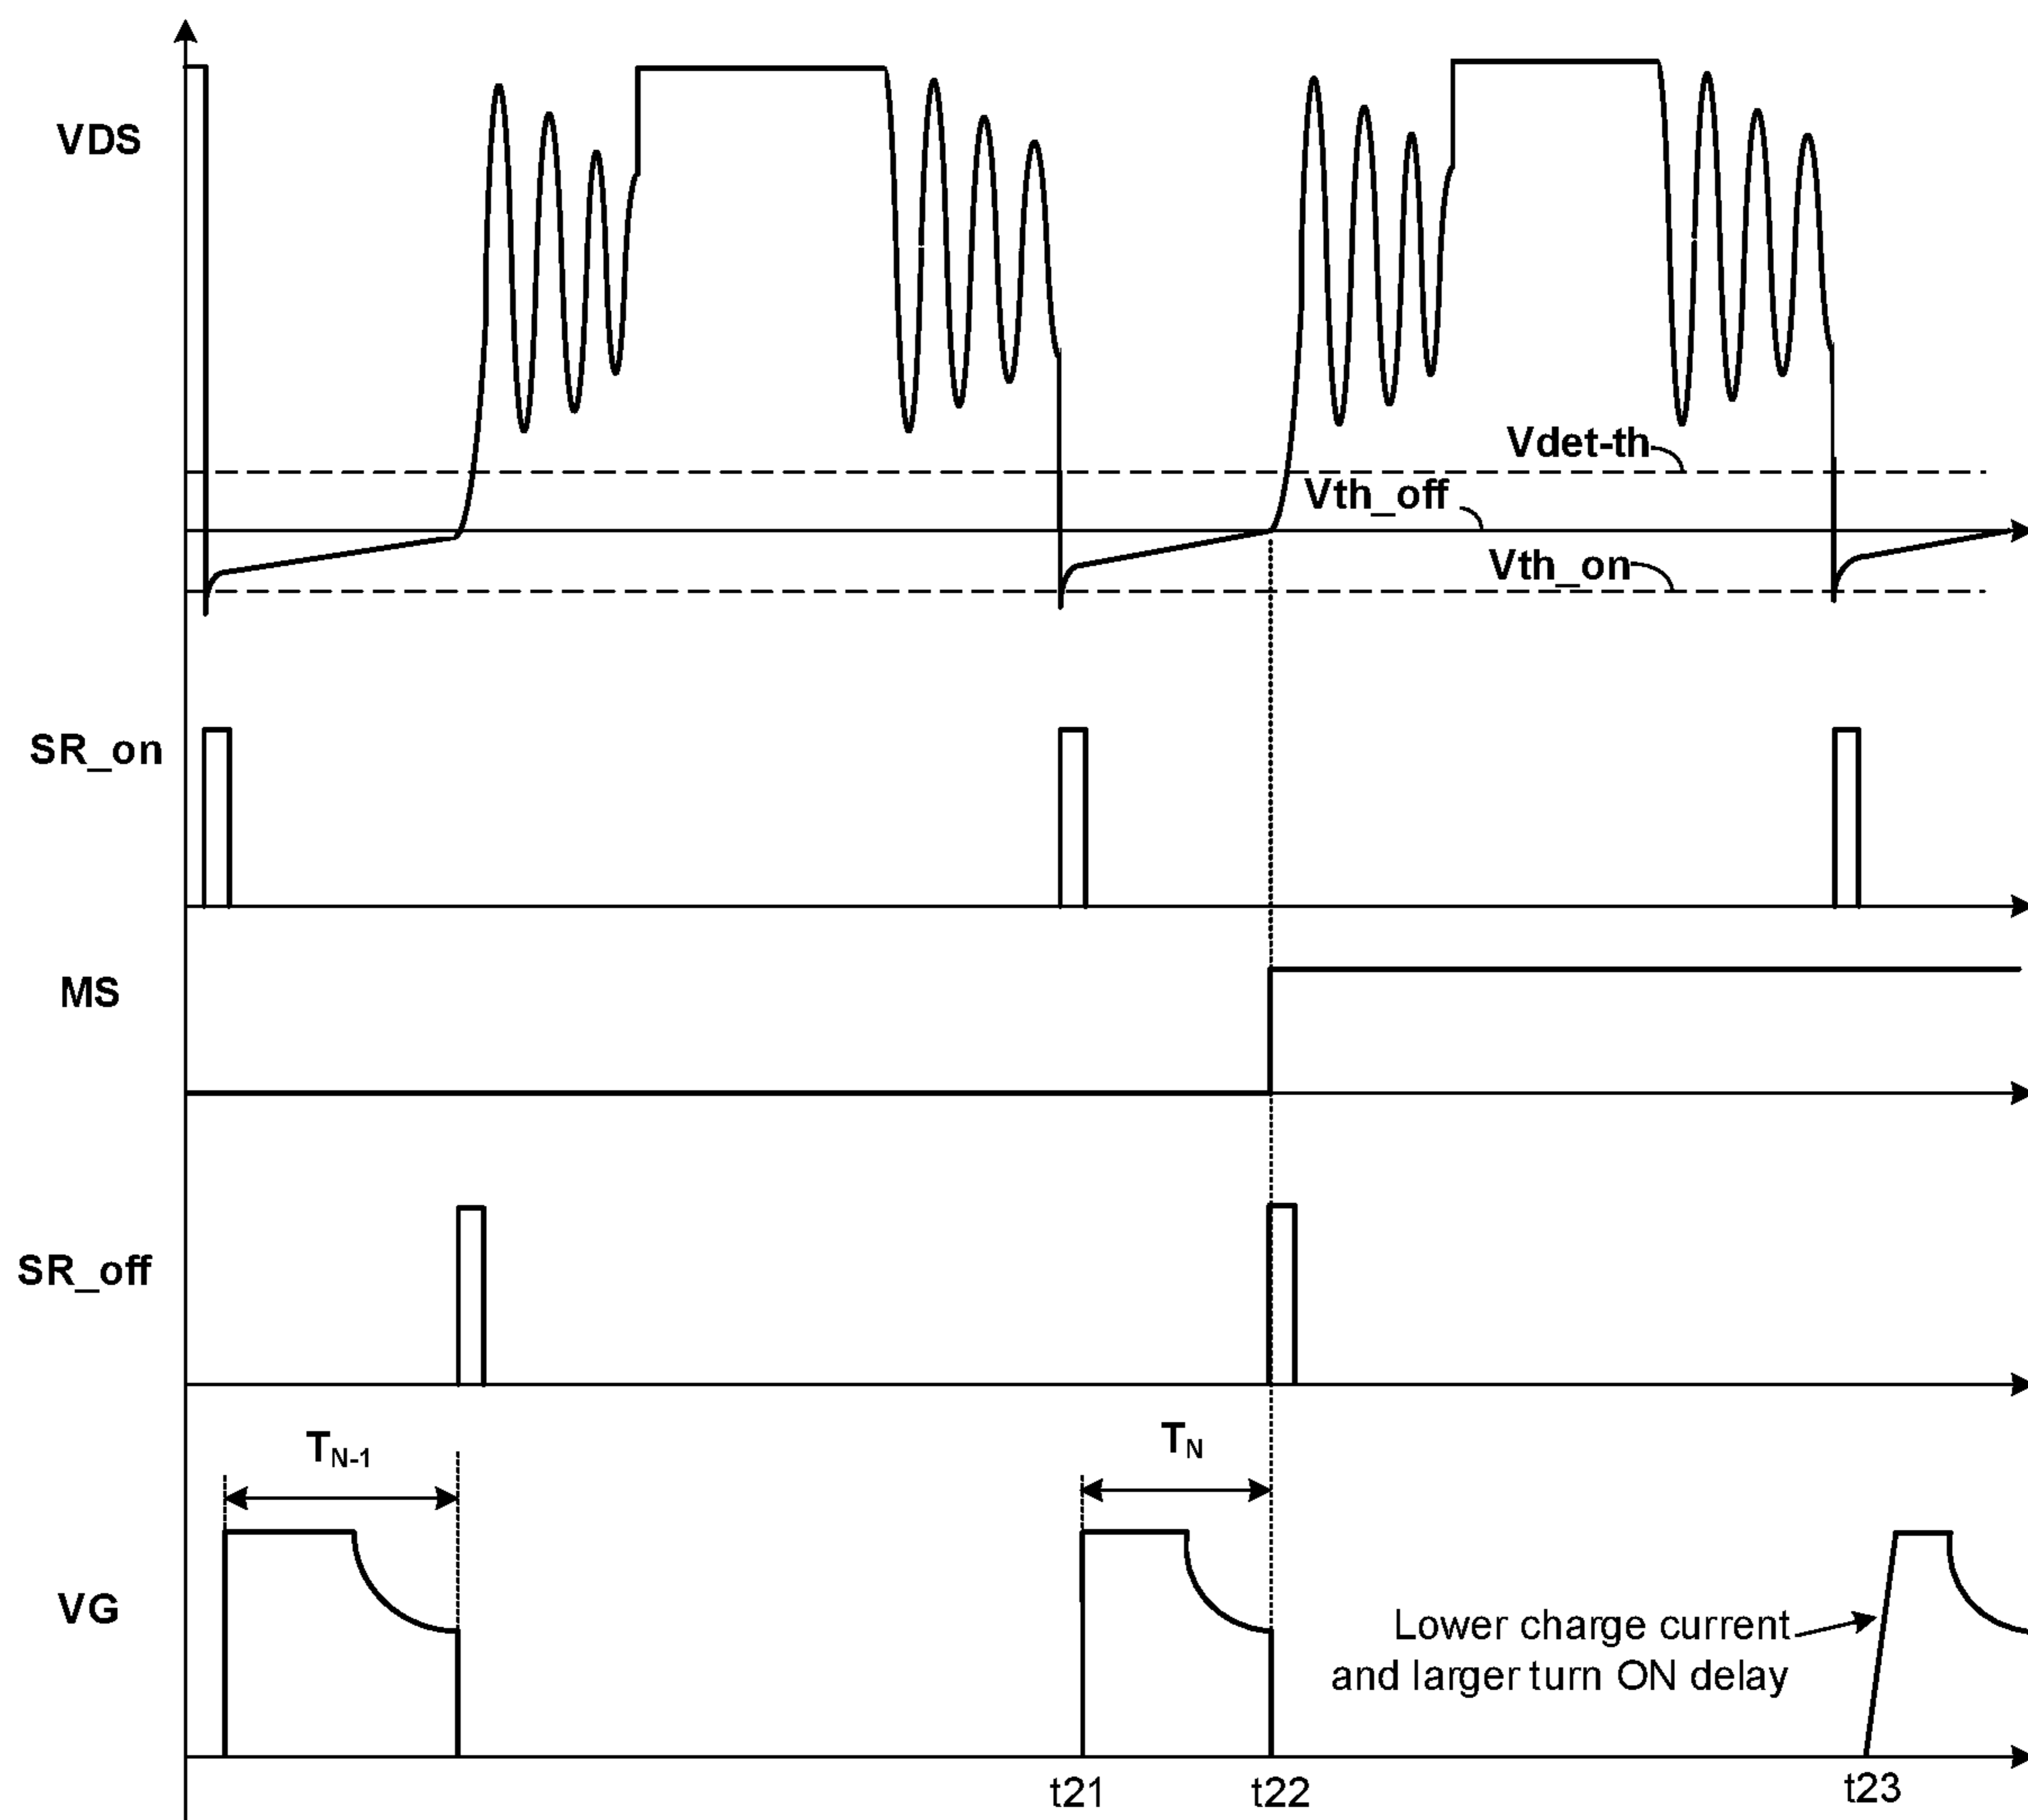 VDS
Vdet-th
Vth_off
Vth_on
SR_on
MS
SR_off
TN-1
TN
VG
Lower charge current
and larger turn ON delay
t21
t22
t23